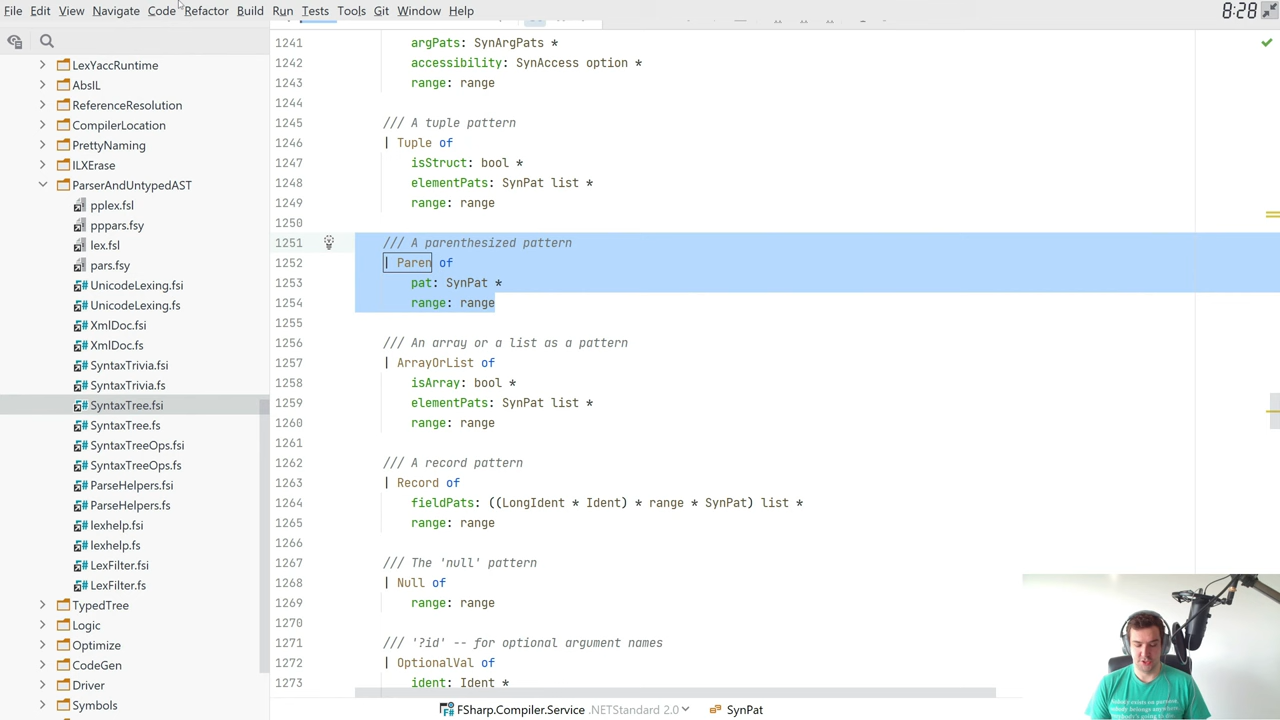 File Edit View Navigate Code Refactor Build Run Tests Tools Git Window Help 8:28
LexYaccRuntime
AbsIL
ReferenceResolution
CompilerLocation
PrettyNaming
ILXErase
ParserAndUntypedAST
pplex.fsl
pppars.fsy
lex.fsl
pars.fsy
UnicodeLexing.fsi
UnicodeLexing.fs
XmlDoc.fsi
XmlDoc.fs
SyntaxTrivia.fsi
SyntaxTrivia.fs
SyntaxTree.fsi
SyntaxTree.fs
SyntaxTreeOps.fsi
SyntaxTreeOps.fs
ParseHelpers.fsi
ParseHelpers.fs
lexhelp.fsi
lexhelp.fs
LexFilter.fsi
LexFilter.fs
TypedTree
Logic
Optimize
CodeGen
Driver
Symbols
1241 argPats: SynArgPats *
1242 accessibility: SynAccess option *
1243 range: range
1244
1245 /// A tuple pattern
1246 | Tuple of
1247 isStruct: bool *
1248 elementPats: SynPat list *
1249 range: range
1250
1251 /// A parenthesized pattern
1252 | Paren of
1253 pat: SynPat *
1254 range: range
1255
1256 /// An array or a list as a pattern
1257 | ArrayOrList of
1258 isArray: bool *
1259 elementPats: SynPat list *
1260 range: range
1261
1262 /// A record pattern
1263 | Record of
1264 fieldPats: ((LongIdent * Ident) * range * SynPat) list *
1265 range: range
1266
1267 /// The 'null' pattern
1268 | Null of
1269 range: range
1270
1271 /// '?id' -- for optional argument names
1272 | OptionalVal of
1273 ident: Ident *
FSharp.Compiler.Service .NETStandard 2.0 SynPat